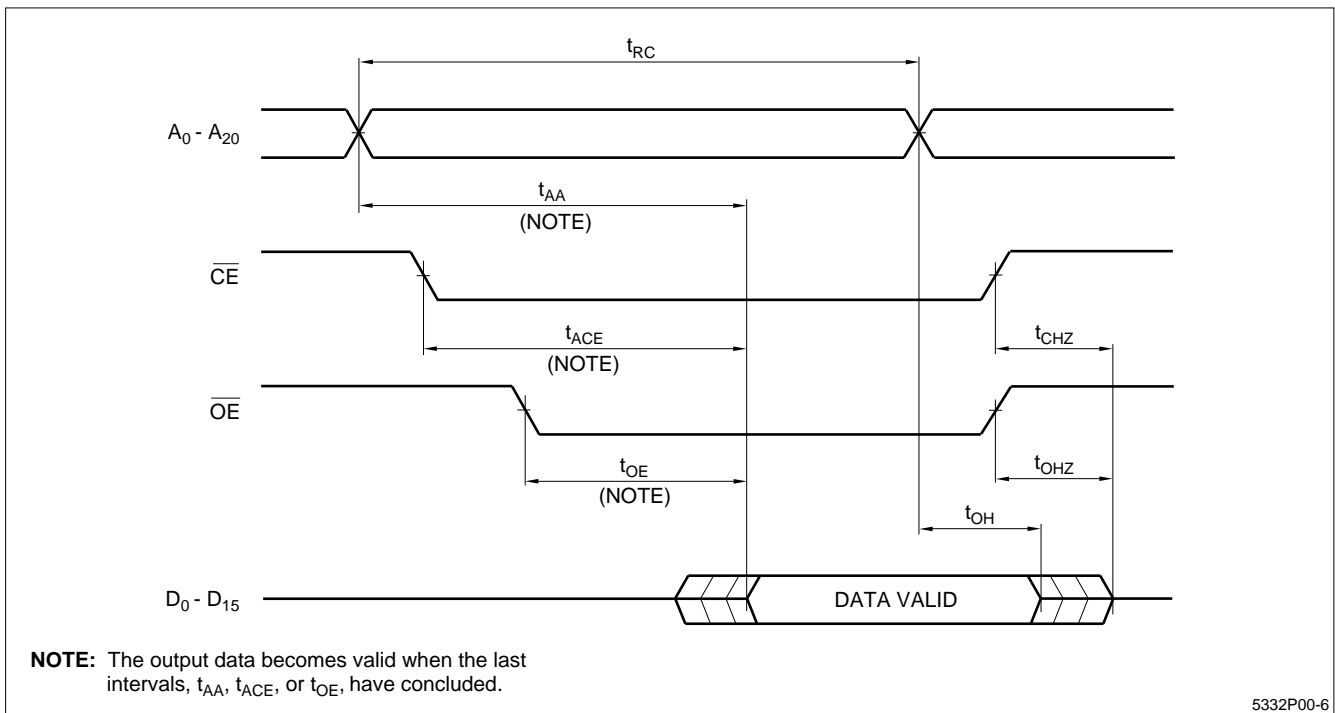 tRC
A0 - A20
tAA
(NOTE)
CE
tACE
(NOTE)
tCHZ
OE
tOE
(NOTE)
tOHZ
tOH
D0 - D15
DATA VALID
NOTE: The output data becomes valid when the last
intervals, tAA, tACE, or tOE, have concluded.
5332P00-6